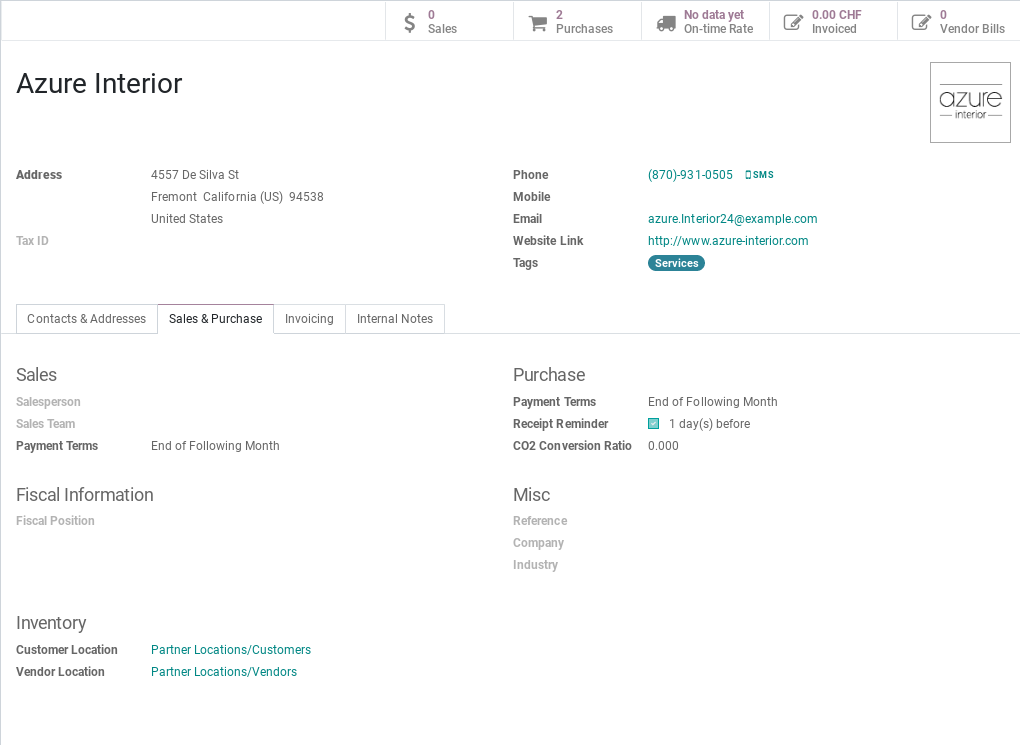 0
Sales
2
Purchases
No data yet
On-time Rate
0.00 CHF
Invoiced
0
Vendor Bills
Azure Interior
azure
interior
Address
4557 De Silva St
Fremont California (US) 94538
United States
Tax ID
Phone (870)-931-0505 SMS
Mobile
Email azure.Interior24@example.com
Website Link http://www.azure-interior.com
Tags Services
Contacts & Addresses Sales & Purchase Invoicing Internal Notes
Sales
Salesperson
Sales Team
Payment Terms End of Following Month
Purchase
Payment Terms End of Following Month
Receipt Reminder 1 day(s) before
CO2 Conversion Ratio 0.000
Fiscal Information
Fiscal Position
Misc
Reference
Company
Industry
Inventory
Customer Location Partner Locations/Customers
Vendor Location Partner Locations/Vendors